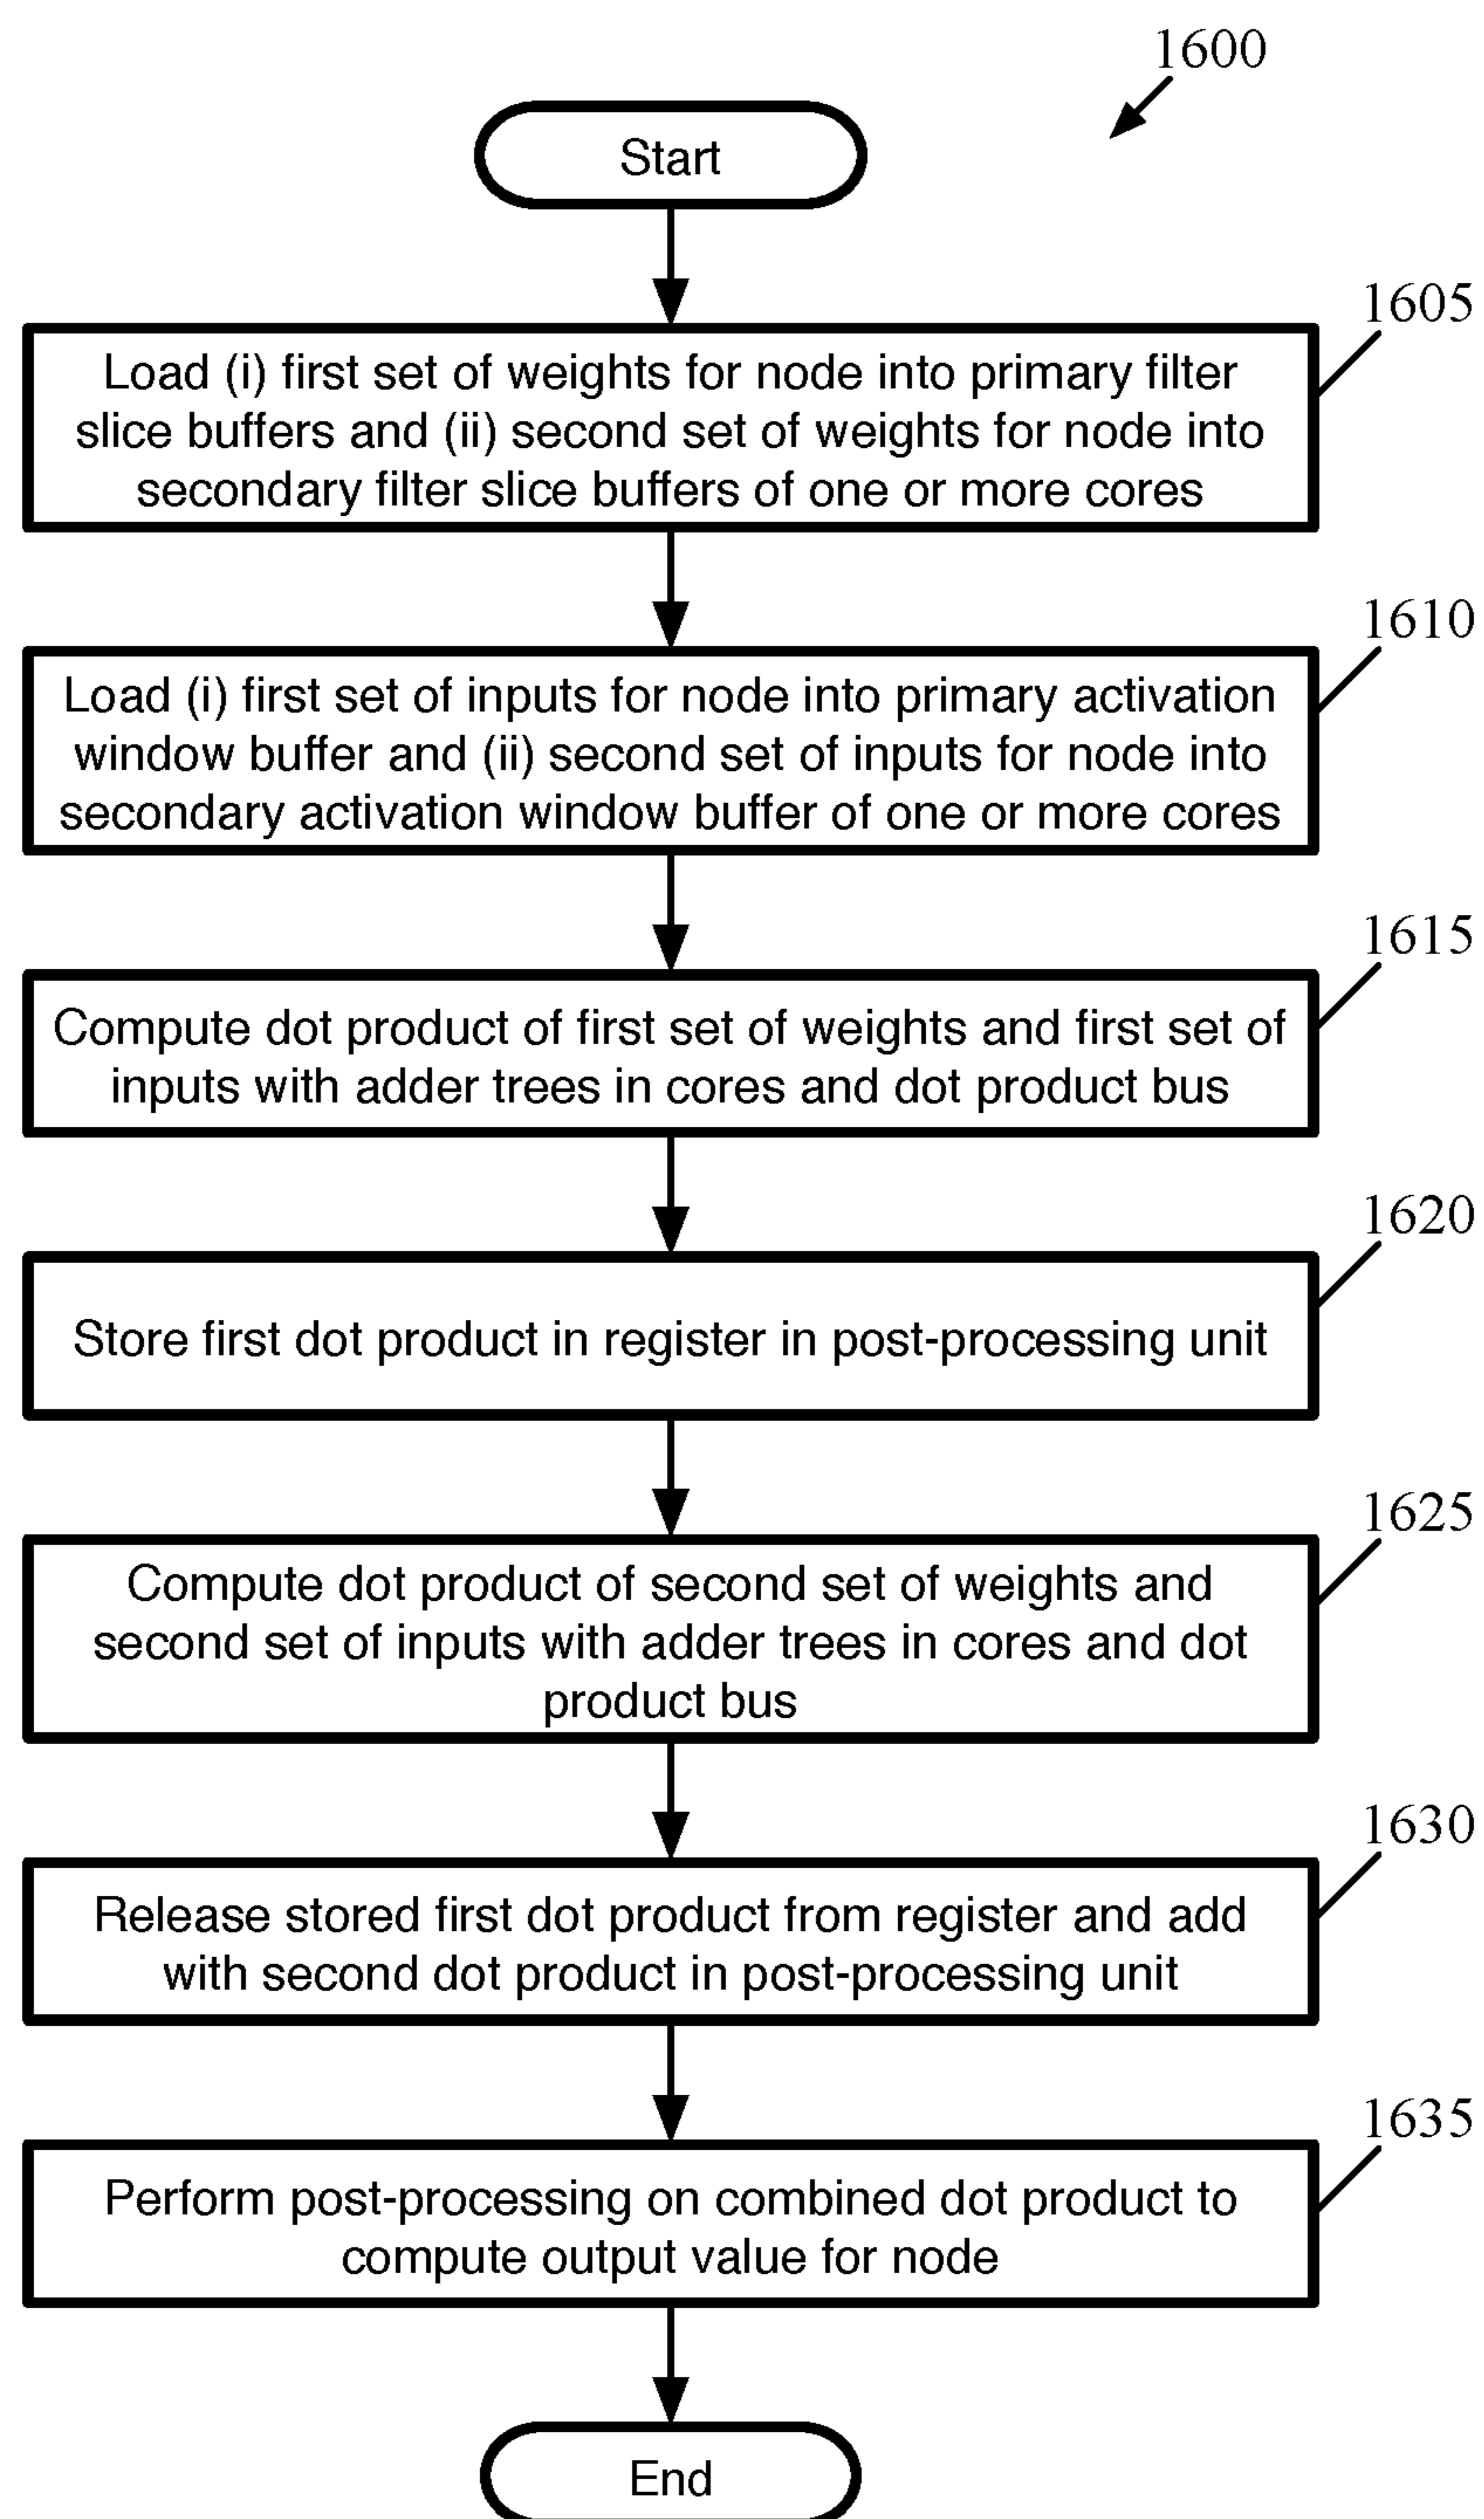 1600
Start
1605
Load (i) first set of weights for node into primary filter
slice buffers and (ii) second set of weights for node into
secondary filter slice buffers of one or more cores
1610
Load (i) first set of inputs for node into primary activation
window buffer and (ii) second set of inputs for node into
secondary activation window buffer of one or more cores
1615
Compute dot product of first set of weights and first set of
inputs with adder trees in cores and dot product bus
1620
Store first dot product in register in post-processing unit
1625
Compute dot product of second set of weights and
second set of inputs with adder trees in cores and dot
product bus
1630
Release stored first dot product from register and add
with second dot product in post-processing unit
1635
Perform post-processing on combined dot product to
compute output value for node
End